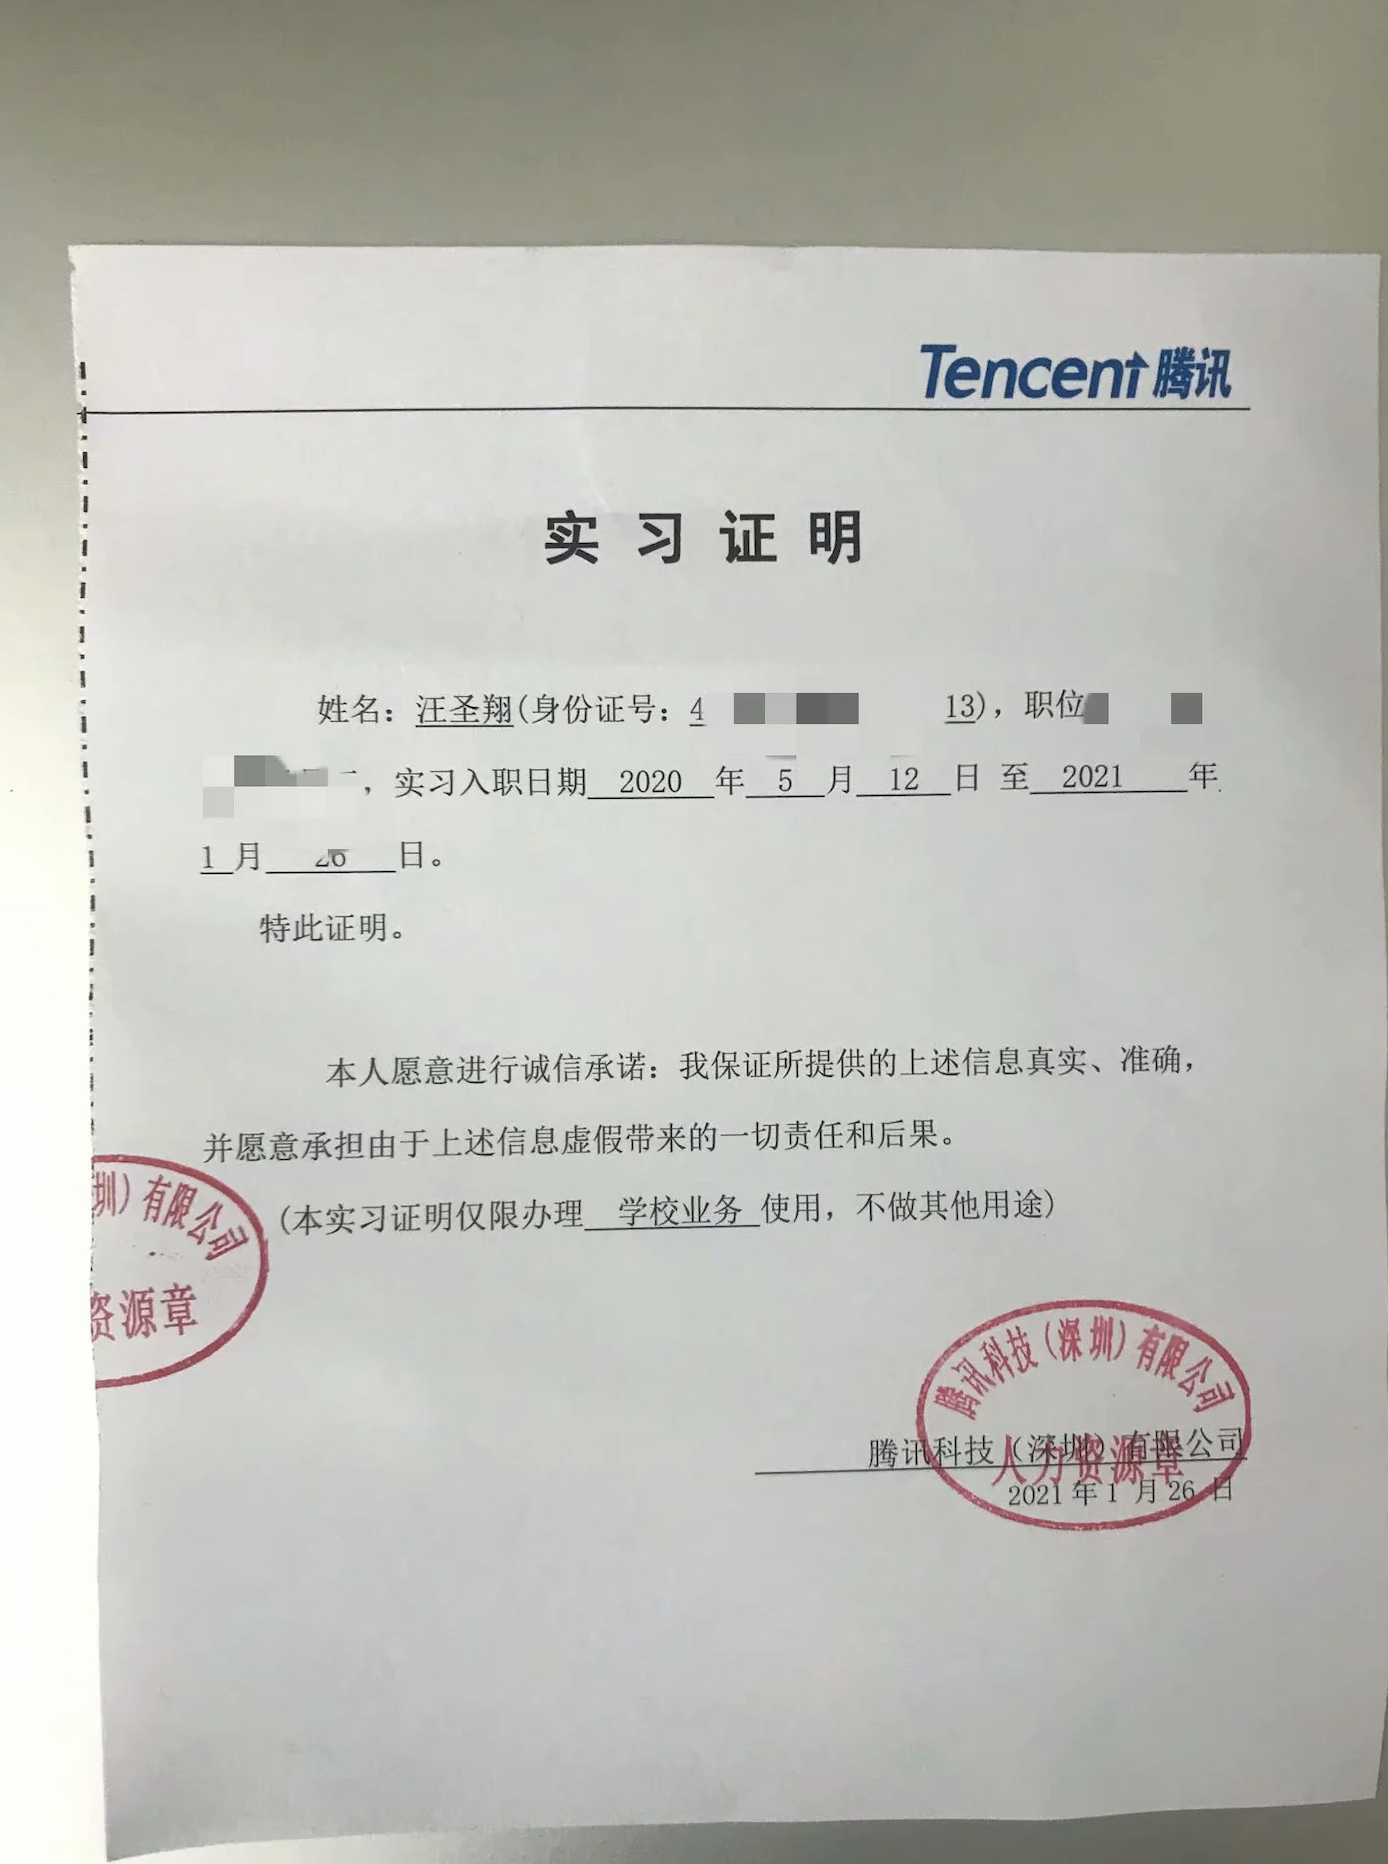 Tencent腾讯
实习证明
姓名：汪圣翔(身份证号：4 13)，职位
，实习入职日期 2020 年 5 月 12 日 至 2021 年
1 月 26 日。
特此证明。
本人愿意进行诚信承诺：我保证所提供的上述信息真实、准确，
并愿意承担由于上述信息虚假带来的一切责任和后果。
(本实习证明仅限办理 学校业务 使用，不做其他用途)
圳）有限公司
资源章
腾讯科技（深圳）有限公司
人力资源章
腾讯科技（深圳）有限公司
2021 年 1 月 26 日